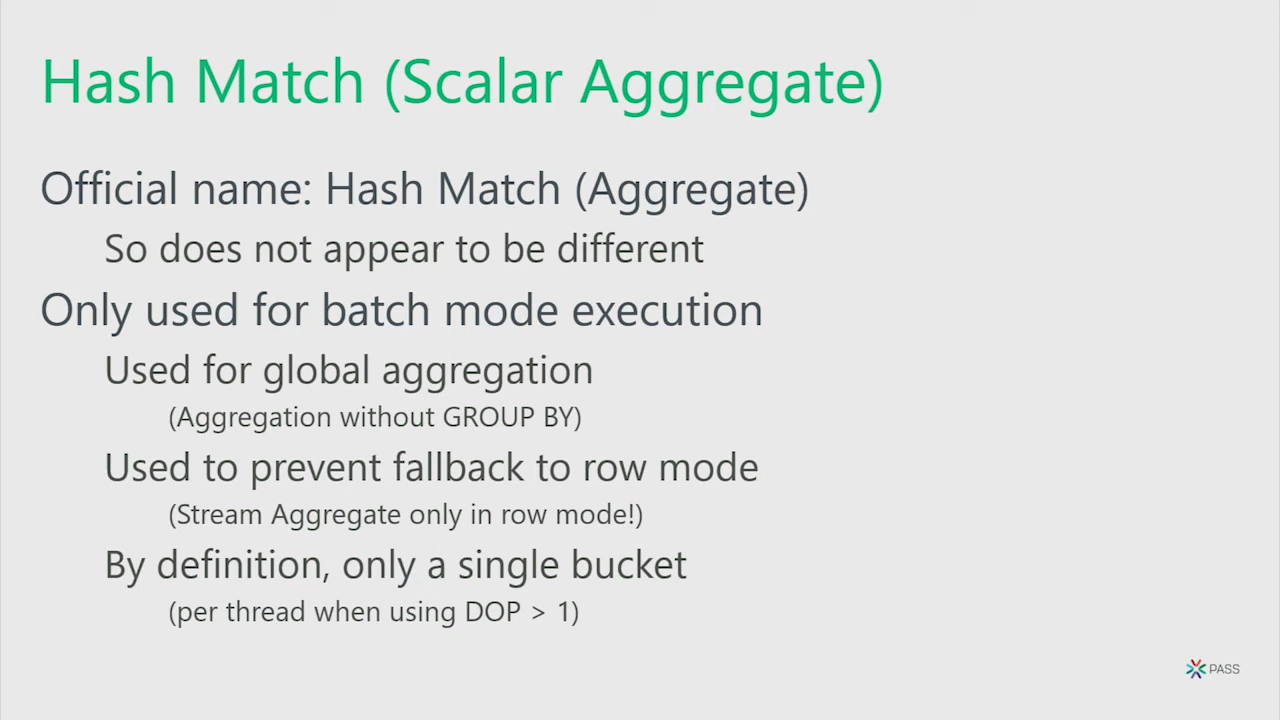 Hash Match (Scalar Aggregate)
Official name: Hash Match (Aggregate)
So does not appear to be different
Only used for batch mode execution
Used for global aggregation
(Aggregation without GROUP BY)
Used to prevent fallback to row mode
(Stream Aggregate only in row mode!)
By definition, only a single bucket
(per thread when using DOP > 1)
PASS